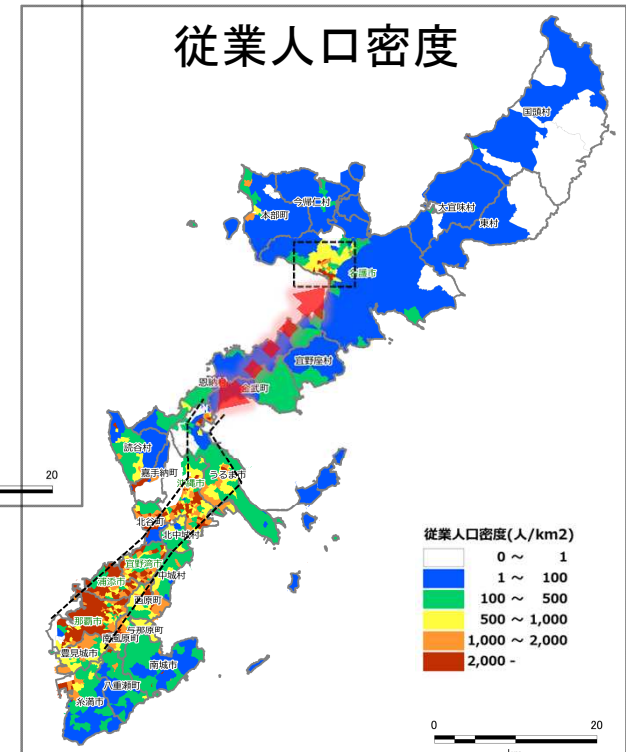 従業人口密度
国頭村
今帰仁村
本部町
大宜味村
東村
名護市
宜野座村
恩納
金武町
読谷村
嘉手納町
うるま市
沖縄市
20
北谷町
北中城村
宜野湾市
中城村
浦添市
西原町
那覇市
与那原町
南風原町
豊見城市
南城市
八重瀬町
糸満市
従業人口密度(人/km2)
0 ～ 1
1 ～ 100
100 ～ 500
500 ～ 1,000
1,000 ～ 2,000
2,000 -
0 20